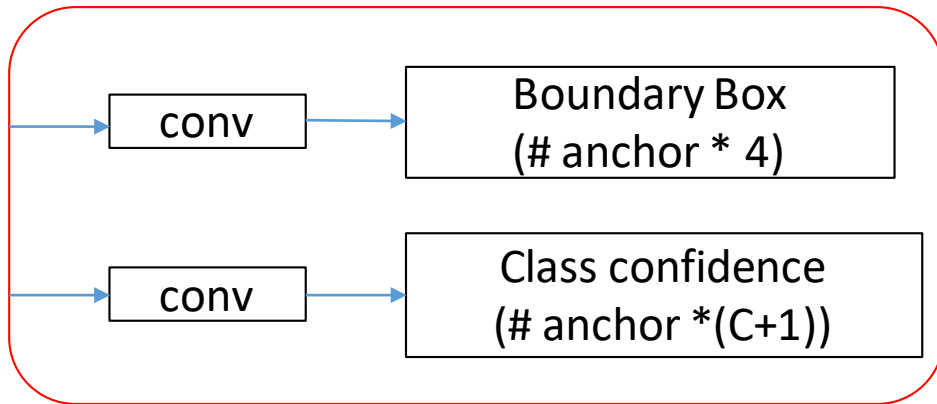 conv
Boundary Box
(# anchor * 4)
conv
Class confidence
(# anchor *(C+1))